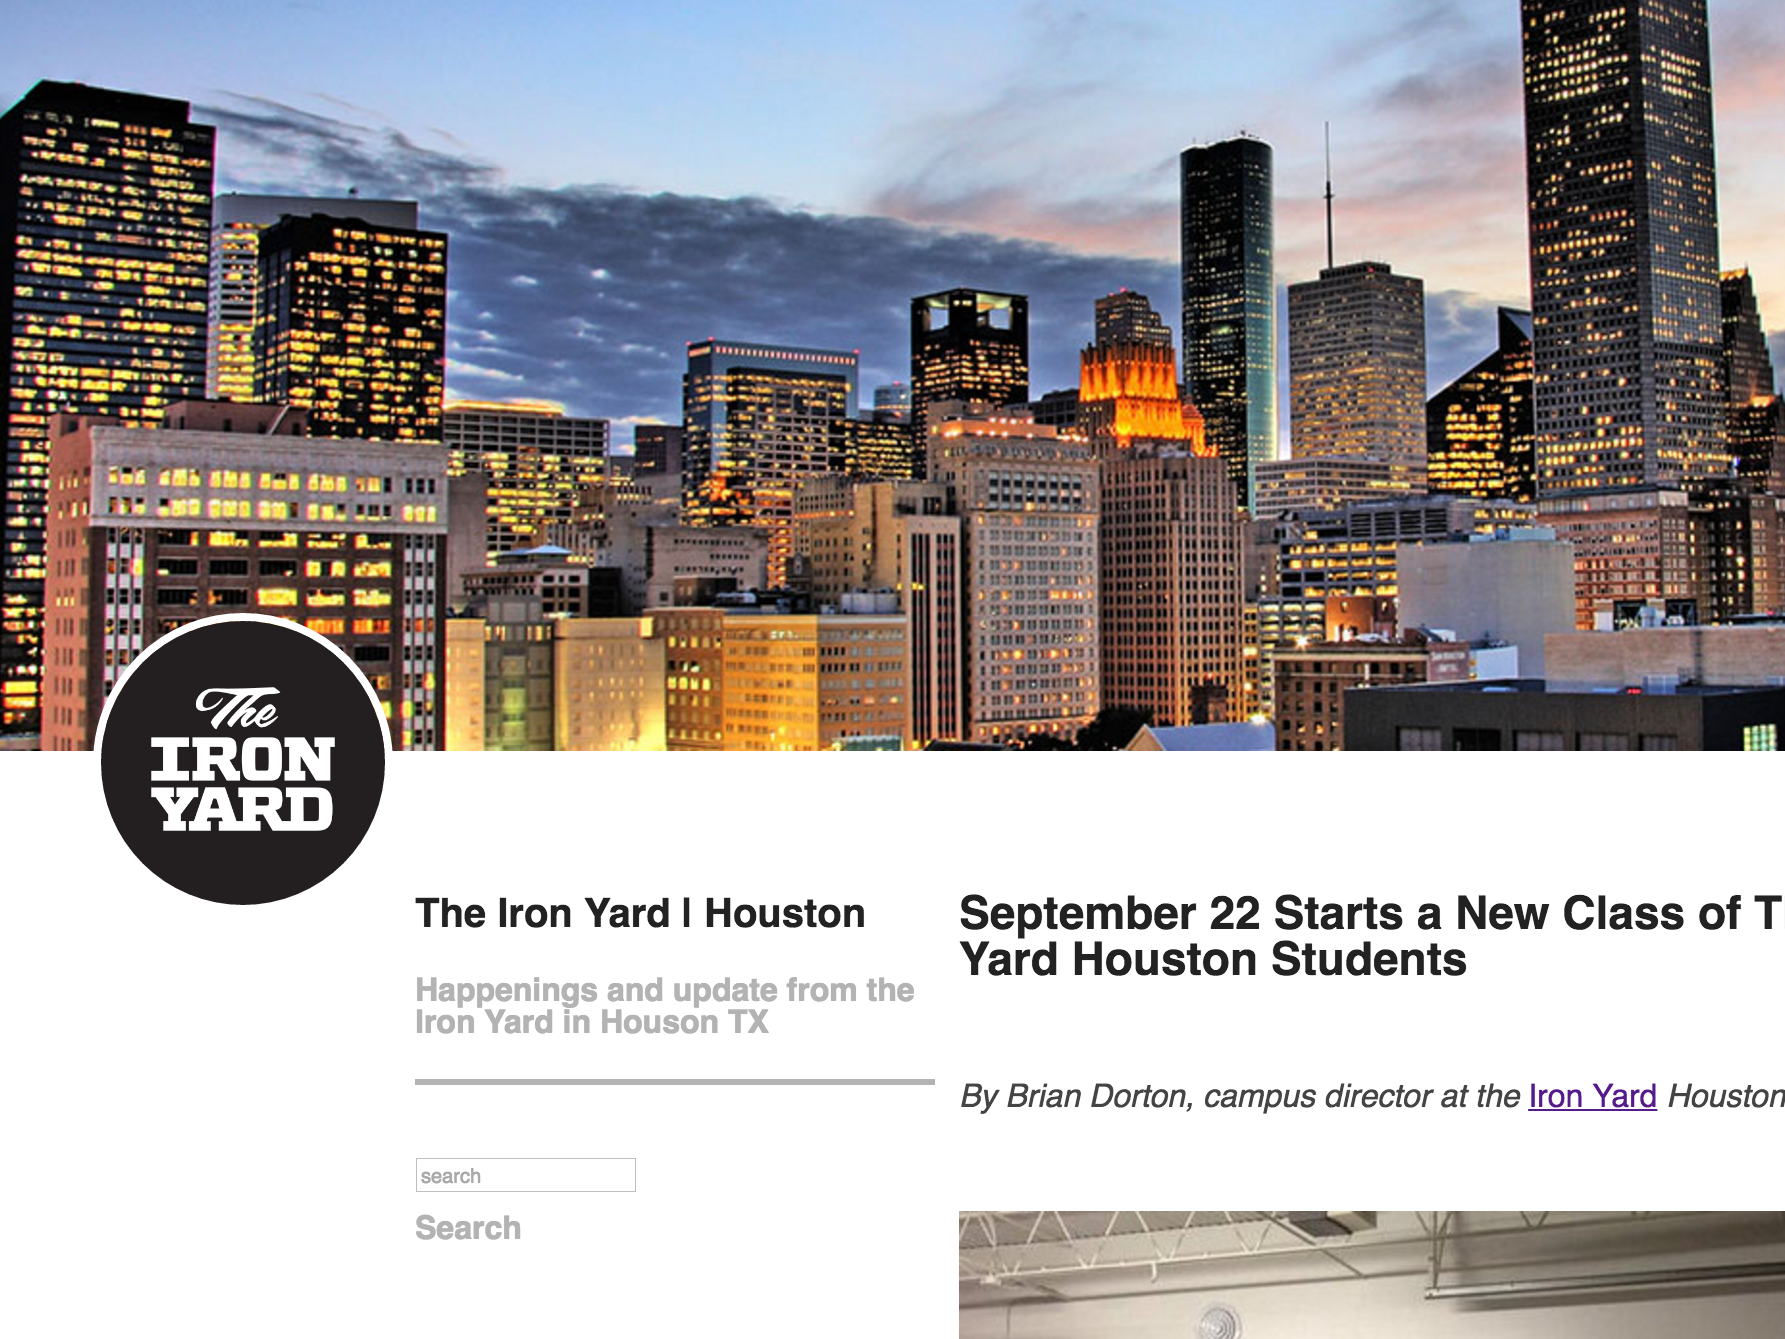 The
IRON
YARD
The Iron Yard | Houston
Happenings and update from the
Iron Yard in Houson TX
search
Search
September 22 Starts a New Class of
Yard Houston Students
By Brian Dorton, campus director at the Iron Yard Houston